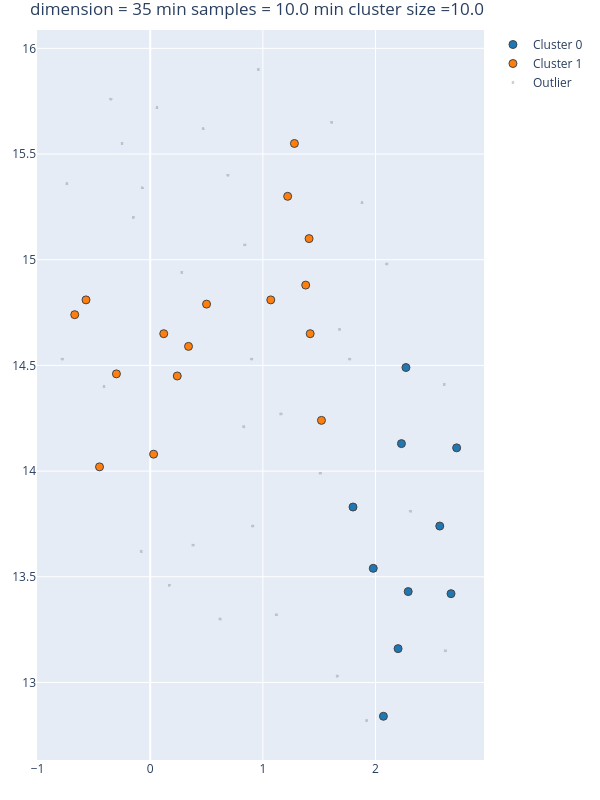 dimension = 35 min samples = 10.0 min cluster size =10.0
16
15.5
15
14.5
14
13.5
13
−1
0
1
2
Cluster 0
Cluster 1
Outlier